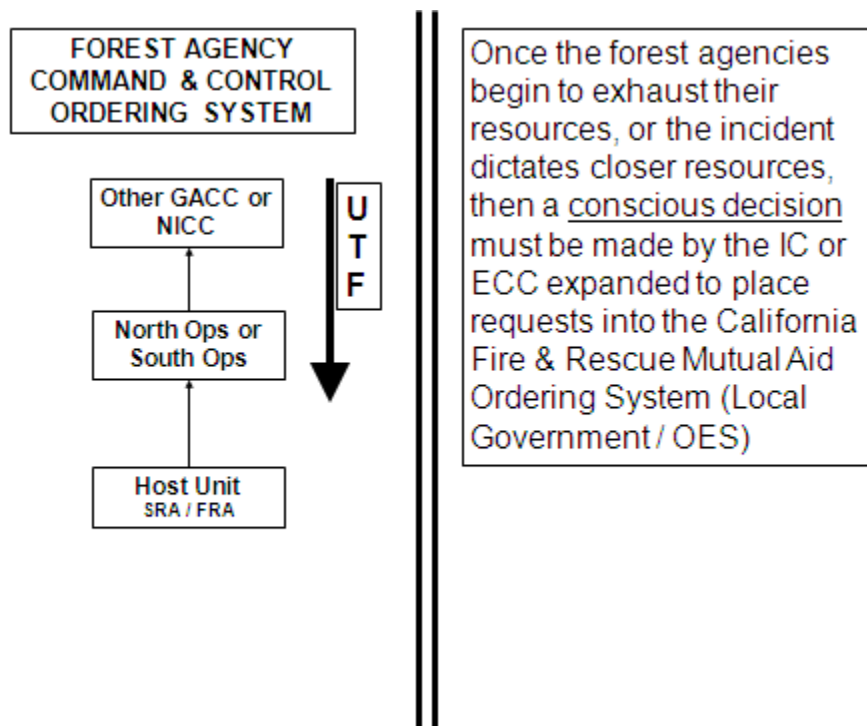 FOREST AGENCY
COMMAND & CONTROL
ORDERING SYSTEM
Other GACC or
NICC
U
T
F
North Ops or
South Ops
Host Unit
SRA / FRA
Once the forest agencies
begin to exhaust their
resources, or the incident
dictates closer resources,
then a conscious decision
must be made by the IC or
ECC expanded to place
requests into the California
Fire & Rescue Mutual Aid
Ordering System (Local
Government / OES)